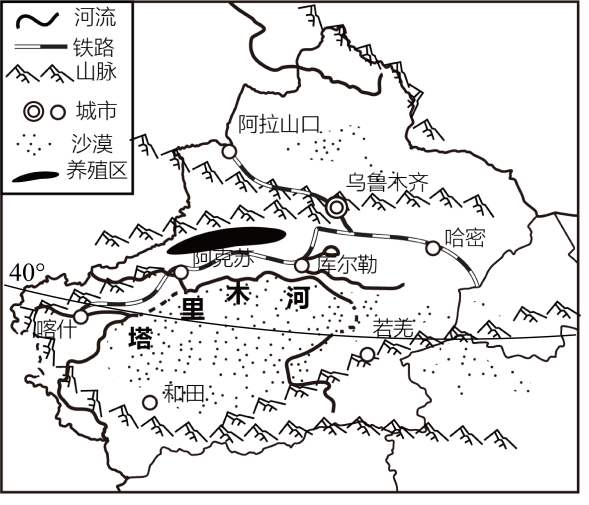 河流
铁路
山脉
城市
沙漠
养殖区
阿拉山口
乌鲁木齐
哈密
阿克苏
库尔勒
40°
塔里木河
喀什
若羌
和田